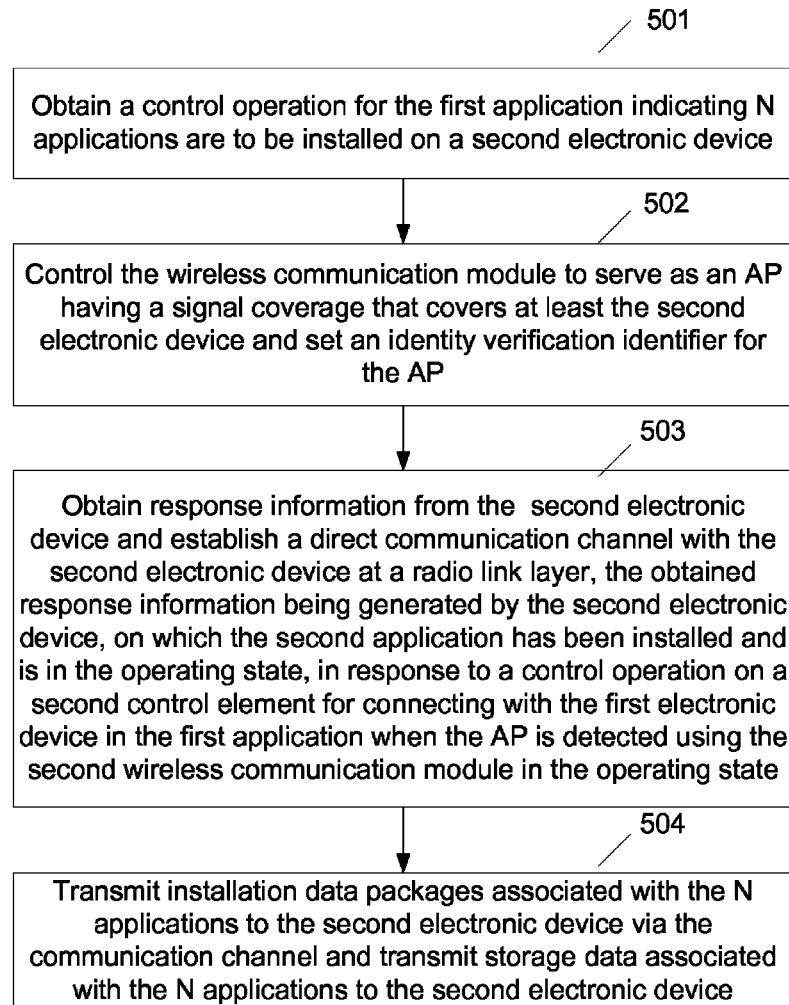 501
Obtain a control operation for the first application indicating N
applications are to be installed on a second electronic device
502
Control the wireless communication module to serve as an AP
having a signal coverage that covers at least the second
electronic device and set an identity verification identifier for
the AP
503
Obtain response information from the second electronic
device and establish a direct communication channel with the
second electronic device at a radio link layer, the obtained
response information being generated by the second electronic
device, on which the second application has been installed and
is in the operating state, in response to a control operation on a
second control element for connecting with the first electronic
device in the first application when the AP is detected using the
second wireless communication module in the operating state
504
Transmit installation data packages associated with the N
applications to the second electronic device via the
communication channel and transmit storage data associated
with the N applications to the second electronic device